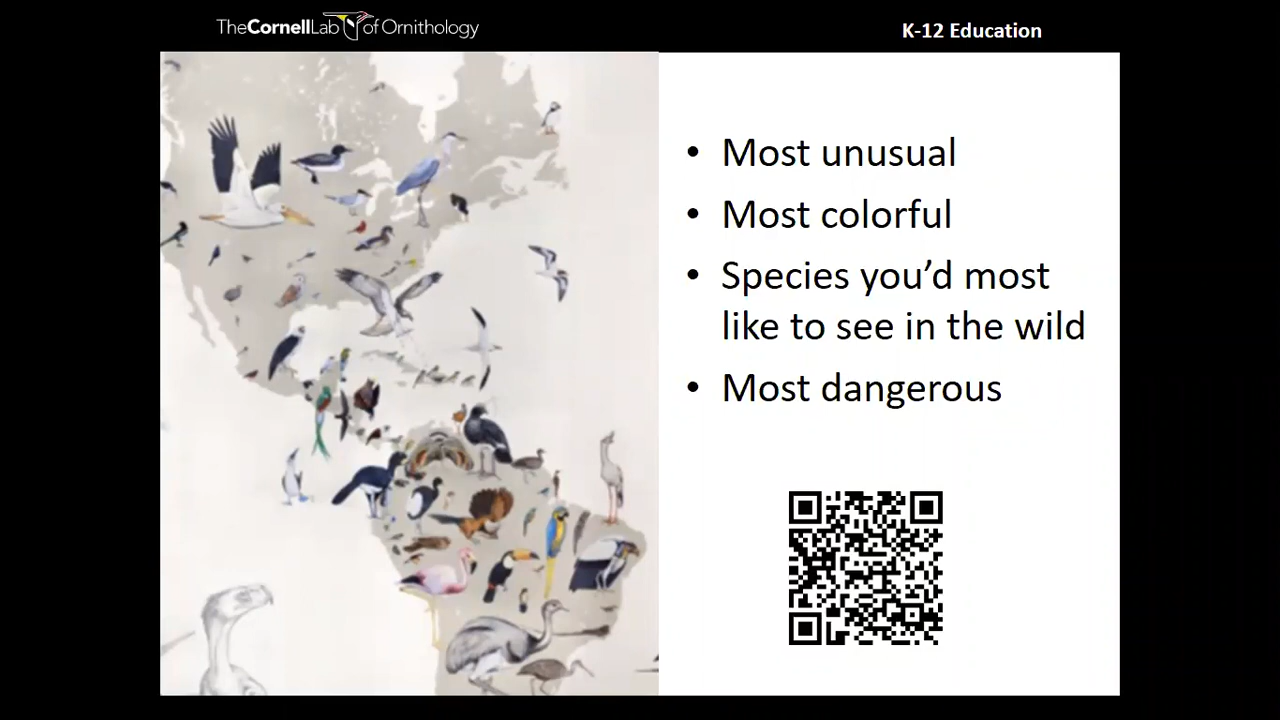 TheCornellLab of Ornithology
K-12 Education
• Most unusual
• Most colorful
• Species you’d most
like to see in the wild
• Most dangerous